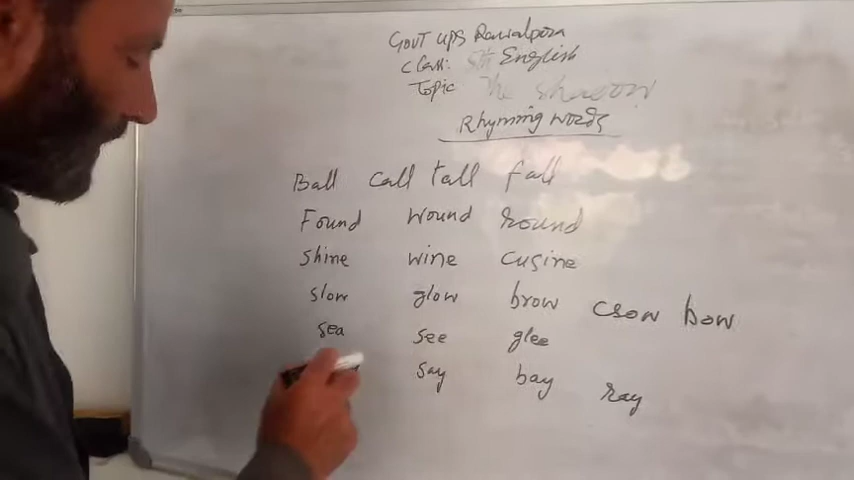 GOVT UPS Rawalpora
Class: 5th English
Topic The shadow
Rhyming words
Ball call tall fall
Found wound round
Shine wine cusine
slow glow brow crow bow
sea see glee
say bay ray